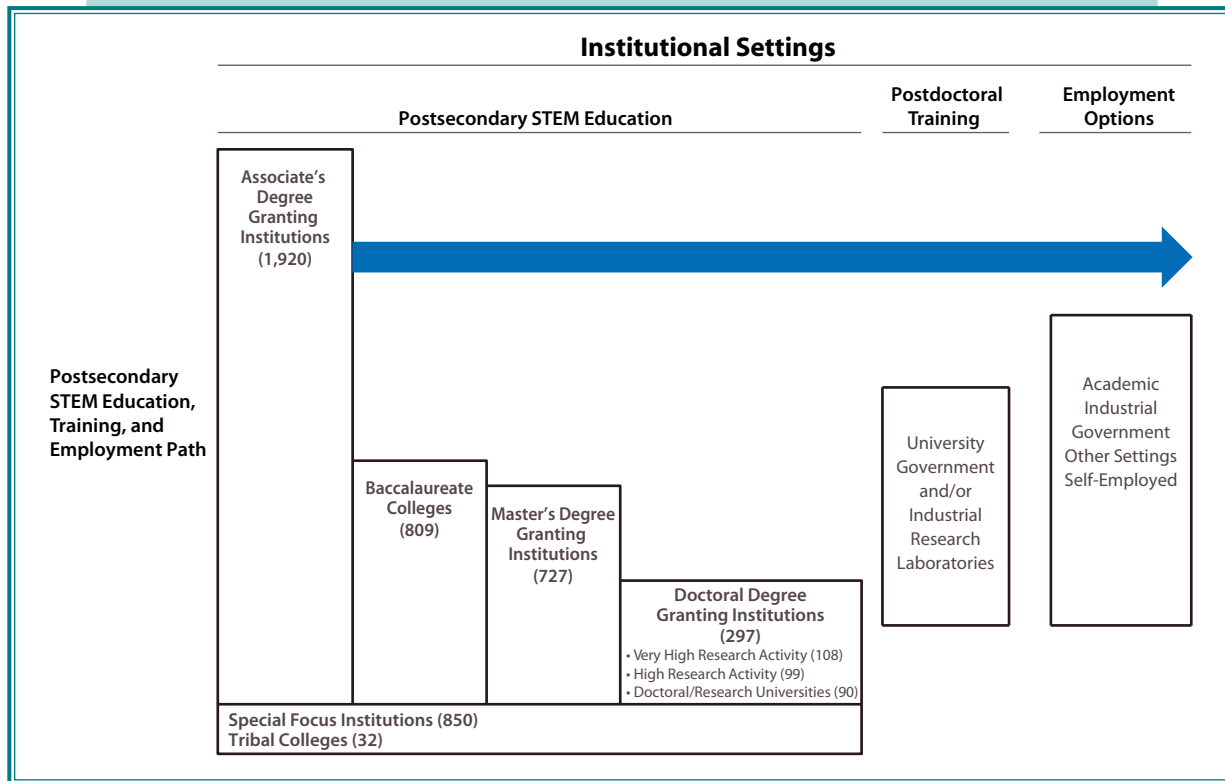 Institutional Settings
Postsecondary STEM Education
Postdoctoral
Training
Employment
Options
Associate's
Degree
Granting
Institutions
(1,920)
Postsecondary
STEM Education,
Training, and
Employment Path
Baccalaureate
Colleges
(809)
Master's Degree
Granting
Institutions
(727)
Doctoral Degree
Granting Institutions
(297)
• Very High Research Activity (108)
• High Research Activity (99)
• Doctoral/Research Universities (90)
University
Government
and/or
Industrial
Research
Laboratories
Academic
Industrial
Government
Other Settings
Self-Employed
Special Focus Institutions (850)
Tribal Colleges (32)